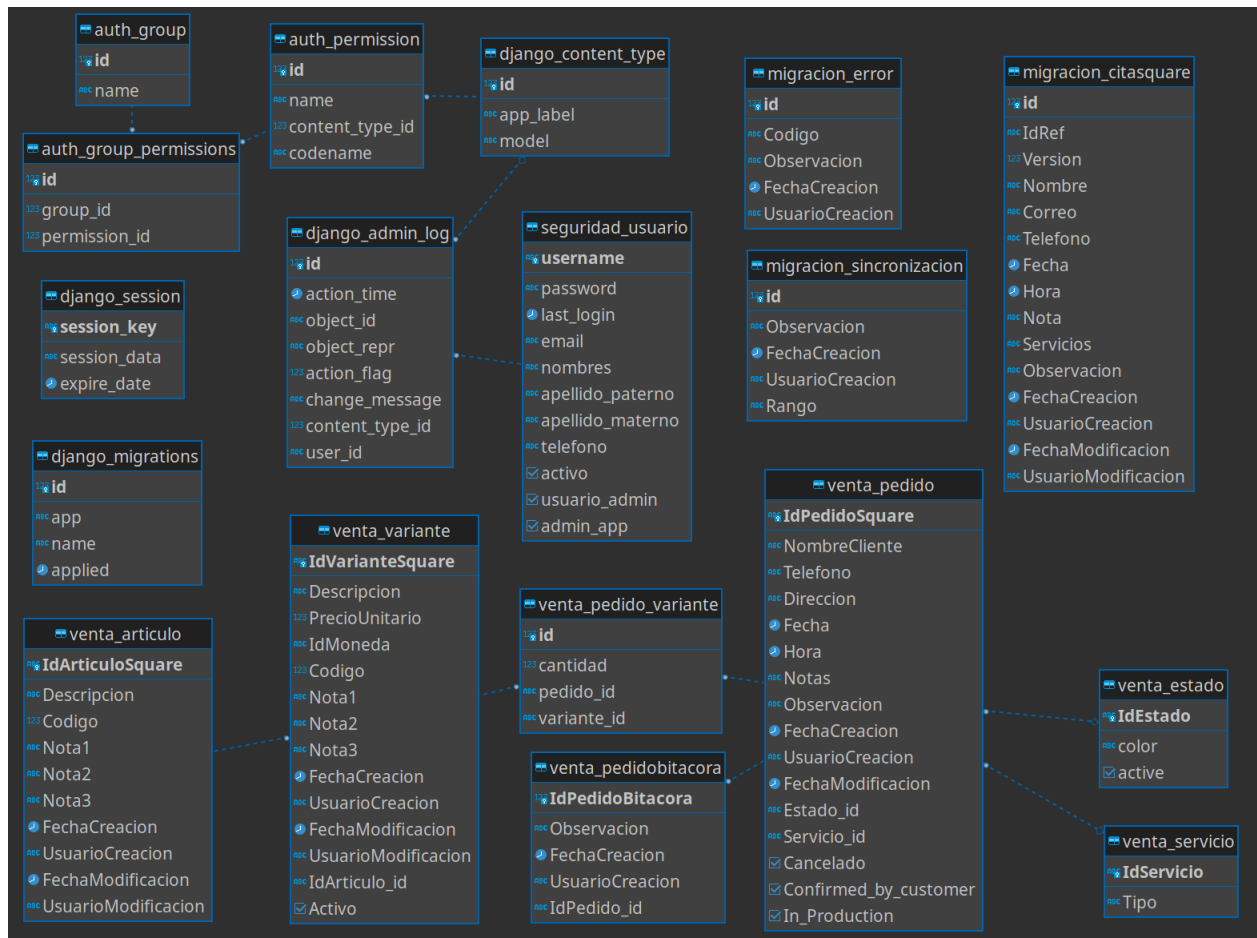 auth_group
id
name
auth_permission
id
name
content_type_id
codename
django_content_type
id
app_label
model
migracion_error
id
Codigo
Observacion
FechaCreacion
UsuarioCreacion
migracion_citasquare
id
IdRef
Version
Nombre
Correo
Telefono
Fecha
Hora
Nota
Servicios
Observacion
FechaCreacion
UsuarioCreacion
FechaModificacion
UsuarioModificacion
auth_group_permissions
id
group_id
permission_id
django_admin_log
id
action_time
object_id
object_repr
action_flag
change_message
content_type_id
user_id
seguridad_usuario
username
password
last_login
email
nombres
apellido_paterno
apellido_materno
telefono
activo
usuario_admin
admin_app
migracion_sincronizacion
id
Observacion
FechaCreacion
UsuarioCreacion
Rango
django_session
session_key
session_data
expire_date
django_migrations
id
app
name
applied
venta_variante
IdVarianteSquare
Descripcion
PrecioUnitario
IdMoneda
Codigo
Nota1
Nota2
Nota3
FechaCreacion
UsuarioCreacion
FechaModificacion
UsuarioModificacion
IdArticulo_id
Activo
venta_pedido
IdPedidoSquare
NombreCliente
Telefono
Direccion
Fecha
Hora
Notas
Observacion
FechaCreacion
UsuarioCreacion
FechaModificacion
Estado_id
Servicio_id
Cancelado
Confirmed_by_customer
In_Production
venta_articulo
IdArticuloSquare
Descripcion
Codigo
Nota1
Nota2
Nota3
FechaCreacion
UsuarioCreacion
FechaModificacion
UsuarioModificacion
venta_pedido_variante
id
cantidad
pedido_id
variante_id
venta_pedidobitacora
IdPedidoBitacora
Observacion
FechaCreacion
UsuarioCreacion
IdPedido_id
venta_estado
IdEstado
color
active
venta_servicio
IdServicio
Tipo